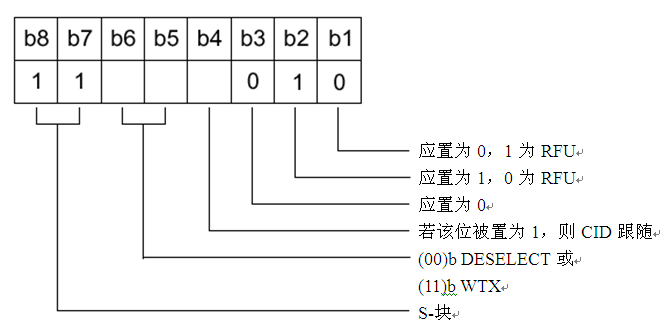 b8 b7 b6 b5 b4 b3 b2 b1
1 1 0 1 0
应置为 0，1 为 RFU
应置为 1，0 为 RFU
应置为 0
若该位被置为 1，则 CID 跟随
(00)b DESELECT 或
(11)b WTX
S-块